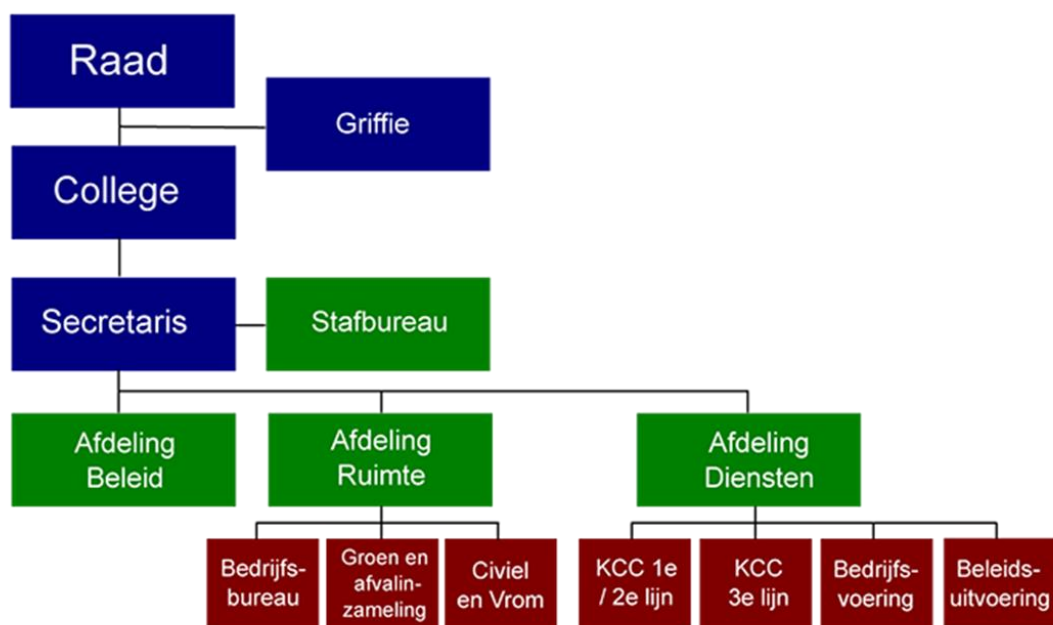 Raad
Griffie
College
Secretaris
Stafbureau
Afdeling
Beleid
Afdeling
Ruimte
Afdeling
Diensten
Bedrijfs-
bureau
Groen en
afvalin-
zameling
Civiel
en Vrom
KCC 1e
/ 2e lijn
KCC
3e lijn
Bedrijfs-
voering
Beleids-
uitvoering